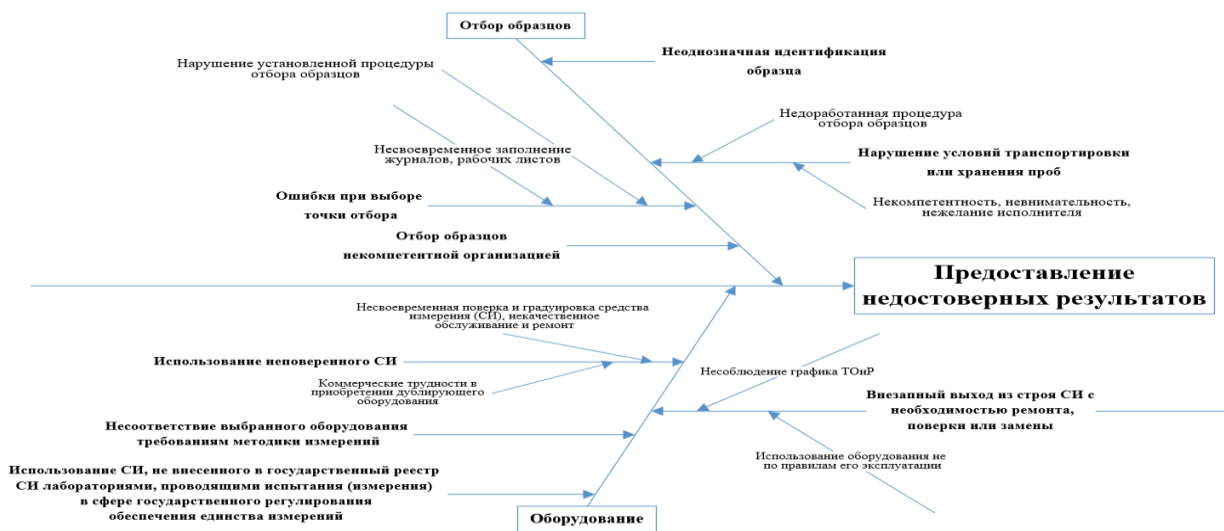 Отбор образцов
Неоднозначная идентификация
образца
Нарушение установленной процедуры
отбора образцов
Недоработанная процедура
отбора образцов
Несвоевременное заполнение
журналов, рабочих листов
Нарушение условий транспортировки
или хранения проб
Ошибки при выборе
точки отбора
Некомпетентность, невнимательность,
нежелание исполнителя
Отбор образцов
некомпетентной организацией
Предоставление
недостоверных результатов
Несвоевременная поверка и градуировка средства
измерения (СИ), некачественное
обслуживание и ремонт
Использование неповеренного СИ
Несоблюдение графика ТОиР
Коммерческие трудности в
приобретении дублирующего
оборудования
Внезапный выход из строя СИ с
необходимостью ремонта,
поверки или замены
Несоответствие выбранного оборудования
требованиям методики измерений
Использование оборудования не
по правилам его эксплуатации
Использование СИ, не внесенного в государственный реестр
СИ лабораториями, проводящими испытания (измерения)
в сфере государственного регулирования
обеспечения единства измерений
Оборудование